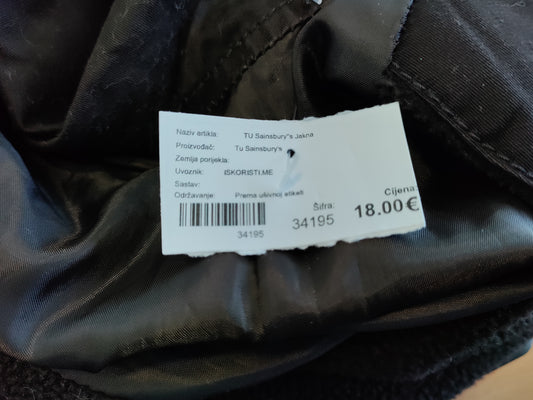 Naziv artikla: TU Sainsbury"s Jakna
Proizvođač: Tu Sainsbury's
Zemlja porijekla:
Uvoznik: ISKORISTI.ME
Sastav:
Održavanje: Prema ušivnoj etiketi
Cijena:
Šifra:
34195
18.00€
34195